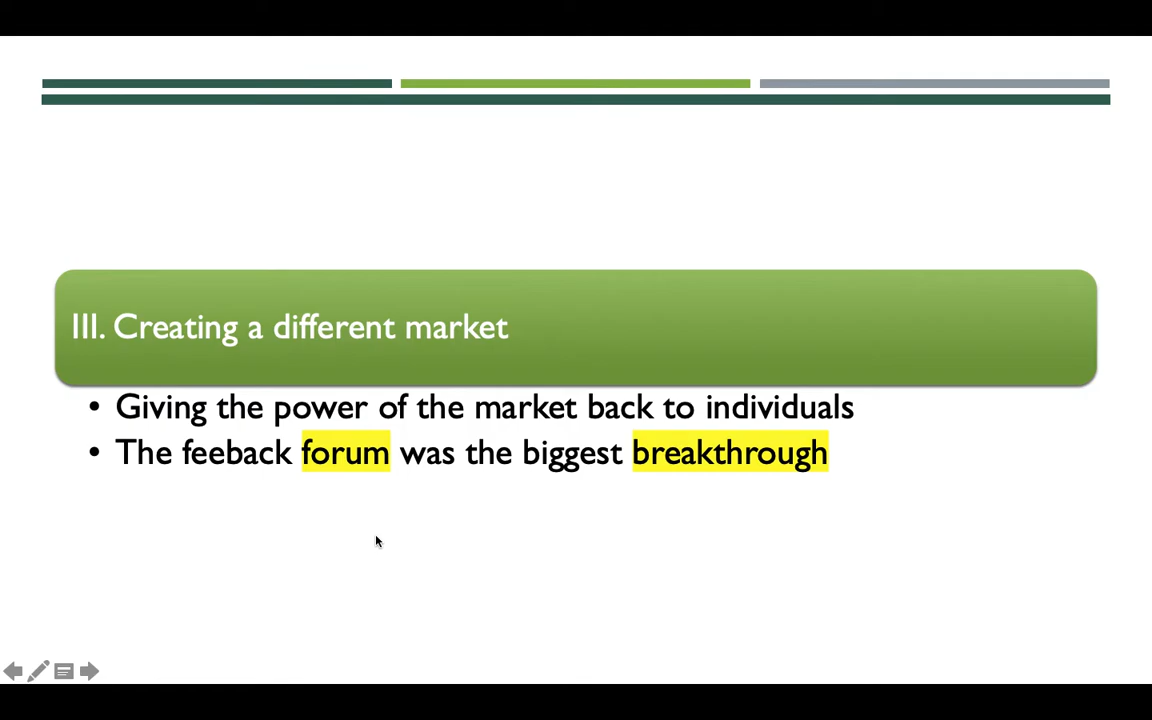 III. Creating a different market
• Giving the power of the market back to individuals
• The feeback forum was the biggest breakthrough